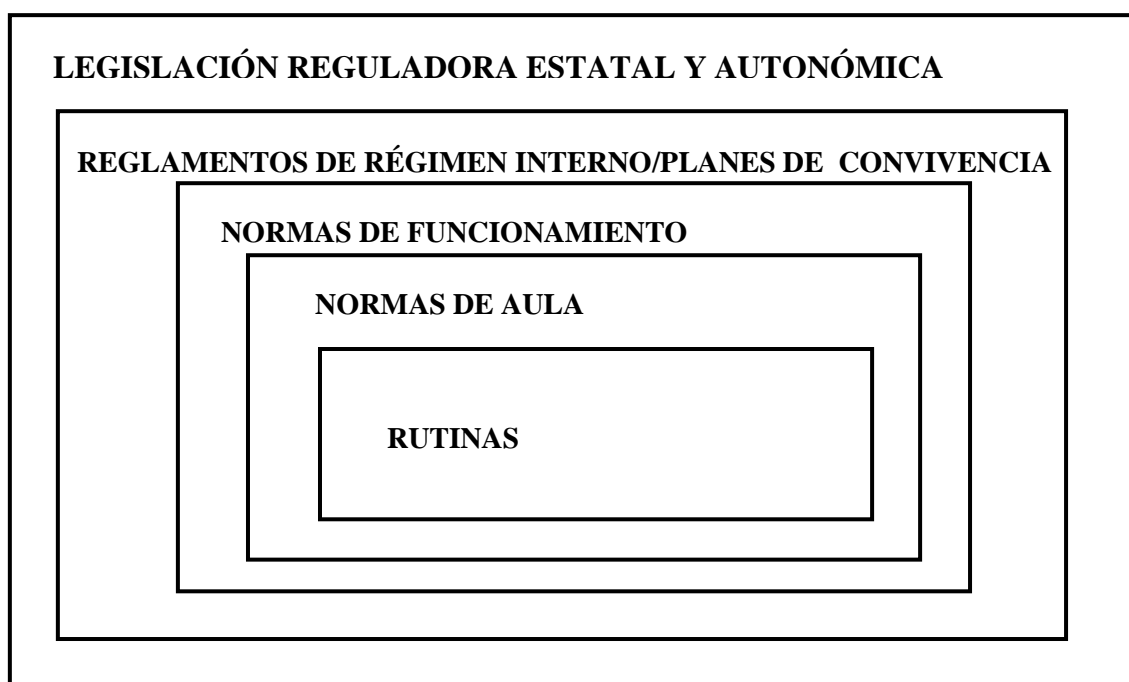 LEGISLACIÓN REGULADORA ESTATAL Y AUTONÓMICA
REGLAMENTOS DE RÉGIMEN INTERNO/PLANES DE CONVIVENCIA
NORMAS DE FUNCIONAMIENTO
NORMAS DE AULA
RUTINAS